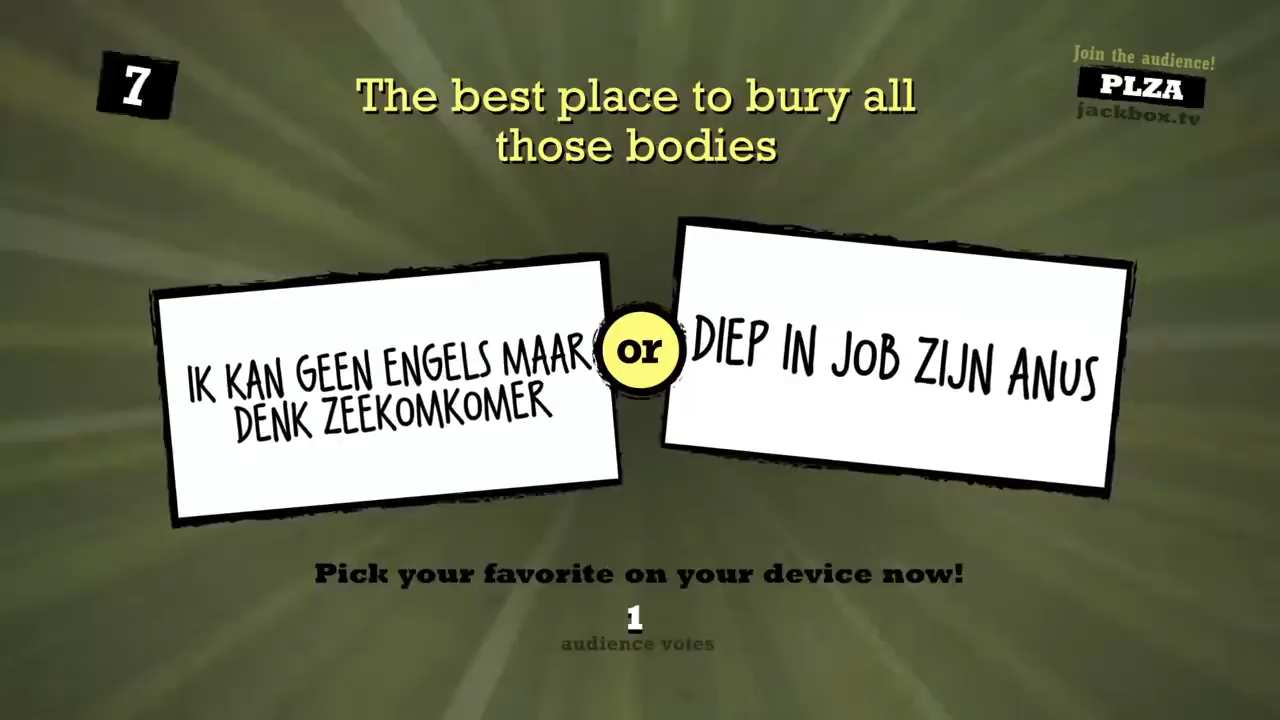 7
Join the audience!
PLZA
jackbox.tv
The best place to bury all
those bodies
IK KAN GEEN ENGELS MAAR
DENK ZEEKOMKOMER
or
DIEP IN JOB ZIJN ANUS
Pick your favorite on your device now!
1
audience votes